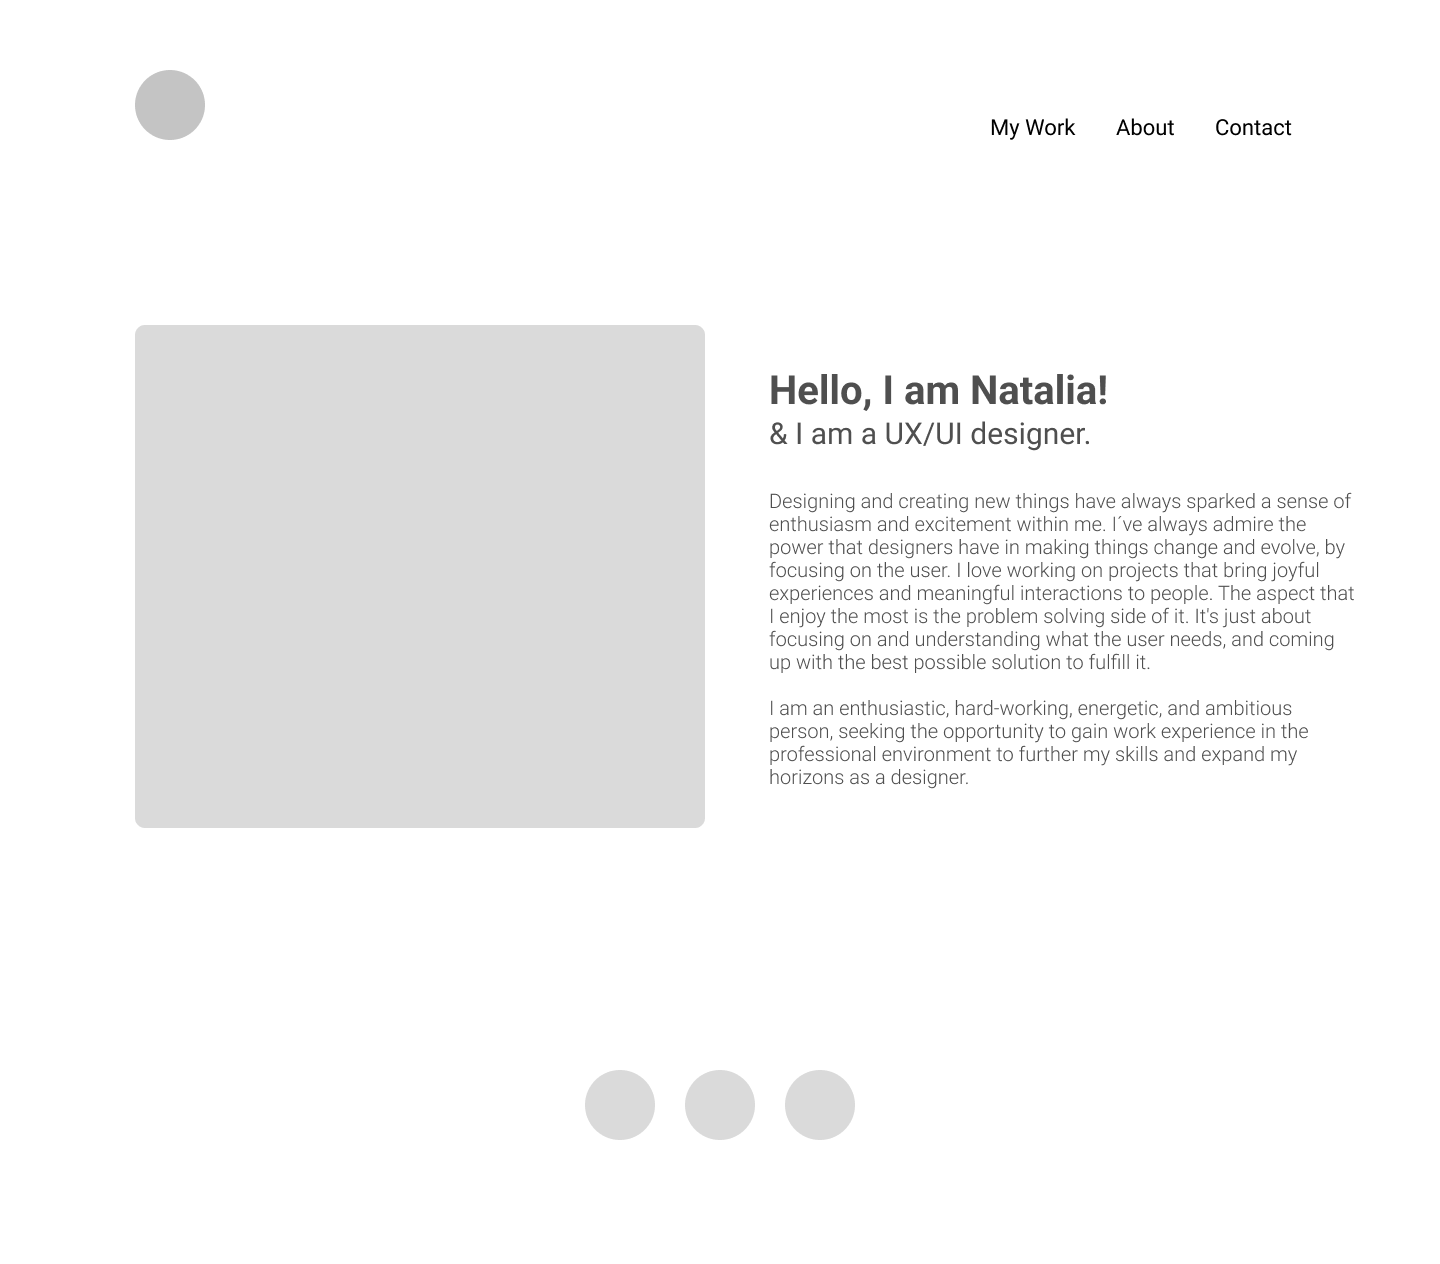 My Work About Contact
Hello, I am Natalia!
& I am a UX/UI designer.
Designing and creating new things have always sparked a sense of
enthusiasm and excitement within me. I´ve always admire the
power that designers have in making things change and evolve, by
focusing on the user. I love working on projects that bring joyful
experiences and meaningful interactions to people. The aspect that
I enjoy the most is the problem solving side of it. It's just about
focusing on and understanding what the user needs, and coming
up with the best possible solution to fulfill it.
I am an enthusiastic, hard-working, energetic, and ambitious
person, seeking the opportunity to gain work experience in the
professional environment to further my skills and expand my
horizons as a designer.